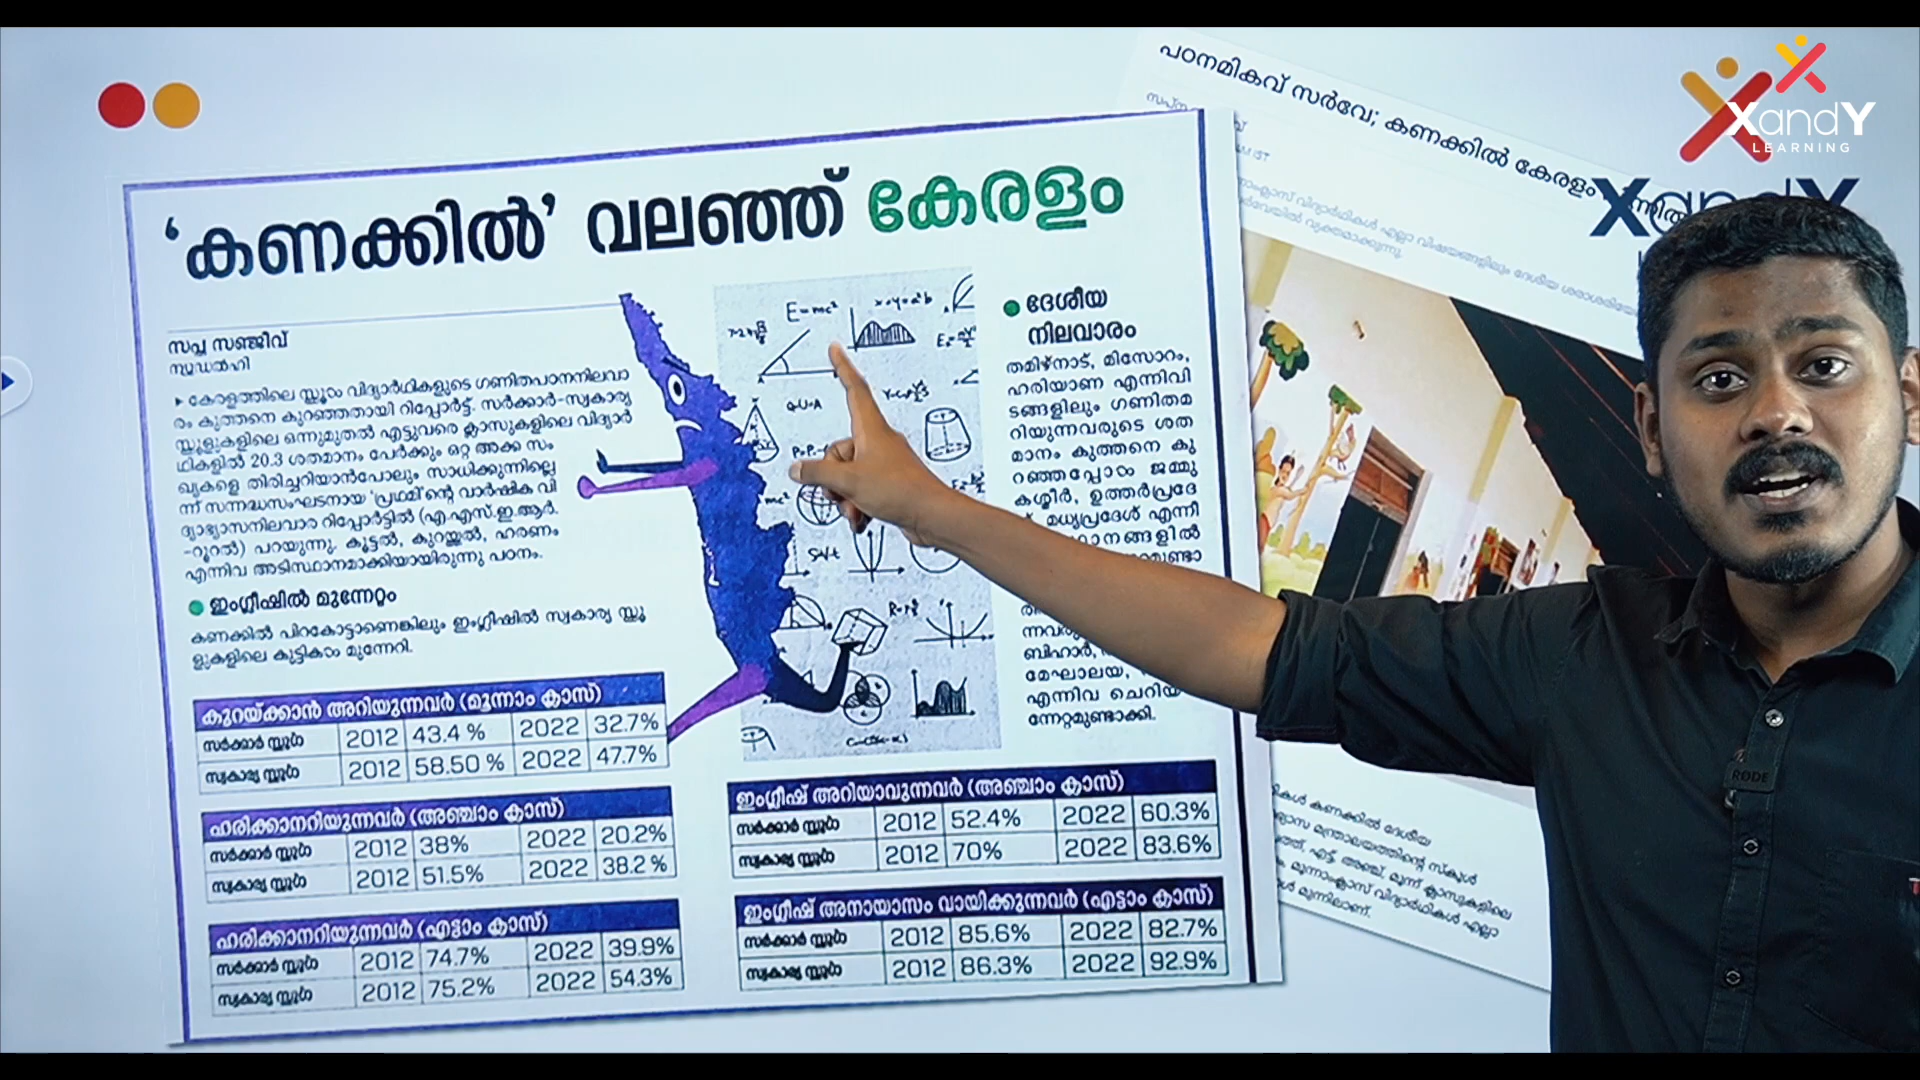 ‘കണക്കിൽ’ വലഞ്ഞ് കേരളം
സപ്ന സഞ്ജീവ്
ന്യൂഡൽഹി
▸ കേരളത്തിലെ സ്കൂൾ വിദ്യാർഥികളുടെ ഗണിതപഠനനിലവാ
രം കുത്തനെ കുറഞ്ഞതായി റിപ്പോർട്ട്. സർക്കാർ-സ്വകാര്യ
സ്കൂളുകളിലെ ഒന്നുമുതൽ എട്ടുവരെ ക്ലാസുകളിലെ വിദ്യാർ
ഥികളിൽ 20.3 ശതമാനം പേർക്കും ഒറ്റ അക്ക സം
ഖ്യകളെ തിരിച്ചറിയാൻപോലും സാധിക്കുന്നില്ലെ
ന്ന് സന്നദ്ധസംഘടനയായ ‘പ്രഥമി’ന്റെ വാർഷിക വി
ദ്യാഭ്യാസനിലവാര റിപ്പോർട്ടിൽ (എ.എസ്.ഇ.ആർ.
-റൂറൽ) പറയുന്നു. കൂട്ടൽ, കുറയ്ക്കൽ, ഹരണം
എന്നിവ അടിസ്ഥാനമാക്കിയായിരുന്നു പഠനം.
ഇംഗ്ലീഷിൽ മുന്നേറ്റം
കണക്കിൽ പിറകോട്ടാണെങ്കിലും ഇംഗ്ലീഷിൽ സ്വകാര്യ സ്കൂ
ളുകളിലെ കുട്ടികൾ മുന്നേറി.
കുറയ്ക്കാൻ അറിയുന്നവർ (മൂന്നാം ക്ലാസ്)
സർക്കാർ സ്കൂൾ 2012 43.4 % 2022 32.7%
സ്വകാര്യ സ്കൂൾ 2012 58.50 % 2022 47.7%
ഹരിക്കാനറിയുന്നവർ (അഞ്ചാം ക്ലാസ്)
സർക്കാർ സ്കൂൾ 2012 38% 2022 20.2%
സ്വകാര്യ സ്കൂൾ 2012 51.5% 2022 38.2 %
ഹരിക്കാനറിയുന്നവർ (എട്ടാം ക്ലാസ്)
സർക്കാർ സ്കൂൾ 2012 74.7% 2022 39.9%
സ്വകാര്യ സ്കൂൾ 2012 75.2% 2022 54.3%
E=mc²
Q-U=A
ദേശീയ
നിലവാരം
തമിഴ്നാട്, മിസോറം,
ഹരിയാണ എന്നിവി
ടങ്ങളിലും ഗണിതമ
റിയുന്നവരുടെ ശത
മാനം കുത്തനെ കു
റഞ്ഞപ്പോൾ ജമ്മു
കശ്മീർ, ഉത്തർപ്രദേ
മധ്യപ്രദേശ് എന്നീ
ബിഹാർ,
മേഘാലയ,
എന്നിവ ചെറിയ
ന്നേറ്റമുണ്ടാക്കി.
ഇംഗ്ലീഷ് അറിയാവുന്നവർ (അഞ്ചാം ക്ലാസ്)
സർക്കാർ സ്കൂൾ 2012 52.4% 2022 60.3%
സ്വകാര്യ സ്കൂൾ 2012 70% 2022 83.6%
ഇംഗ്ലീഷ് അനായാസം വായിക്കുന്നവർ (എട്ടാം ക്ലാസ്)
സർക്കാർ സ്കൂൾ 2012 85.6% 2022 82.7%
സ്വകാര്യ സ്കൂൾ 2012 86.3% 2022 92.9%
പഠനമികവ് സർവേ; കണക്കിൽ കേരളം
XandY
LEARNING
RODE